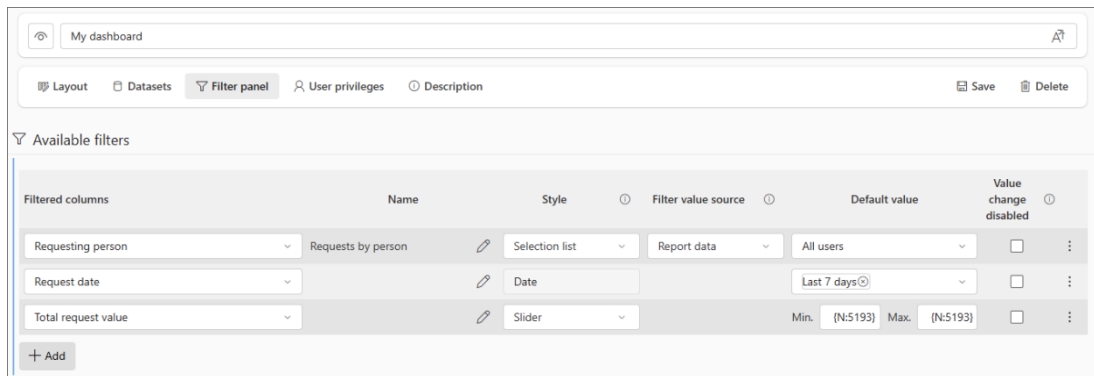 My dashboard
Layout Datasets Filter panel User privileges Description Save Delete
Available filters
Filtered columns Name Style Filter value source Default value Value change disabled
Requesting person Requests by person Selection list Report data All users
Request date Date Last 7 days
Total request value Slider Min. {N:5193} Max. {N:5193}
+ Add